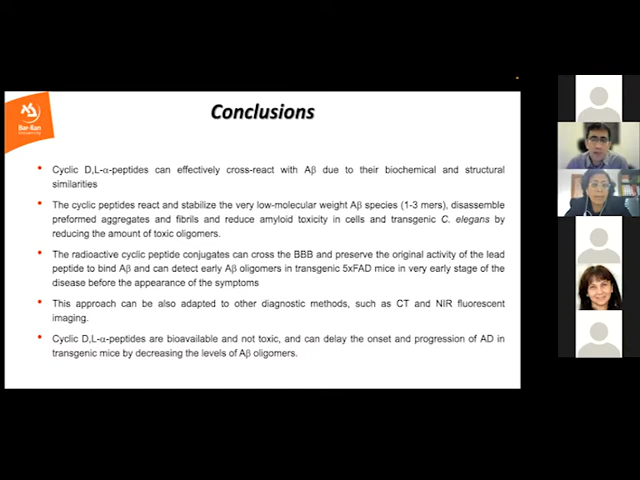 Conclusions
Bar-Ilan
University
• Cyclic D,L-α-peptides can effectively cross-react with Aβ due to their biochemical and structural
similarities
• The cyclic peptides react and stabilize the very low-molecular weight Aβ species (1-3 mers), disassemble
preformed aggregates and fibrils and reduce amyloid toxicity in cells and transgenic C. elegans by
reducing the amount of toxic oligomers.
• The radioactive cyclic peptide conjugates can cross the BBB and preserve the original activity of the lead
peptide to bind Aβ and can detect early Aβ oligomers in transgenic 5xFAD mice in very early stage of the
disease before the appearance of the symptoms
• This approach can be also adapted to other diagnostic methods, such as CT and NIR fluorescent
imaging.
• Cyclic D,L-α-peptides are bioavailable and not toxic, and can delay the onset and progression of AD in
transgenic mice by decreasing the levels of Aβ oligomers.